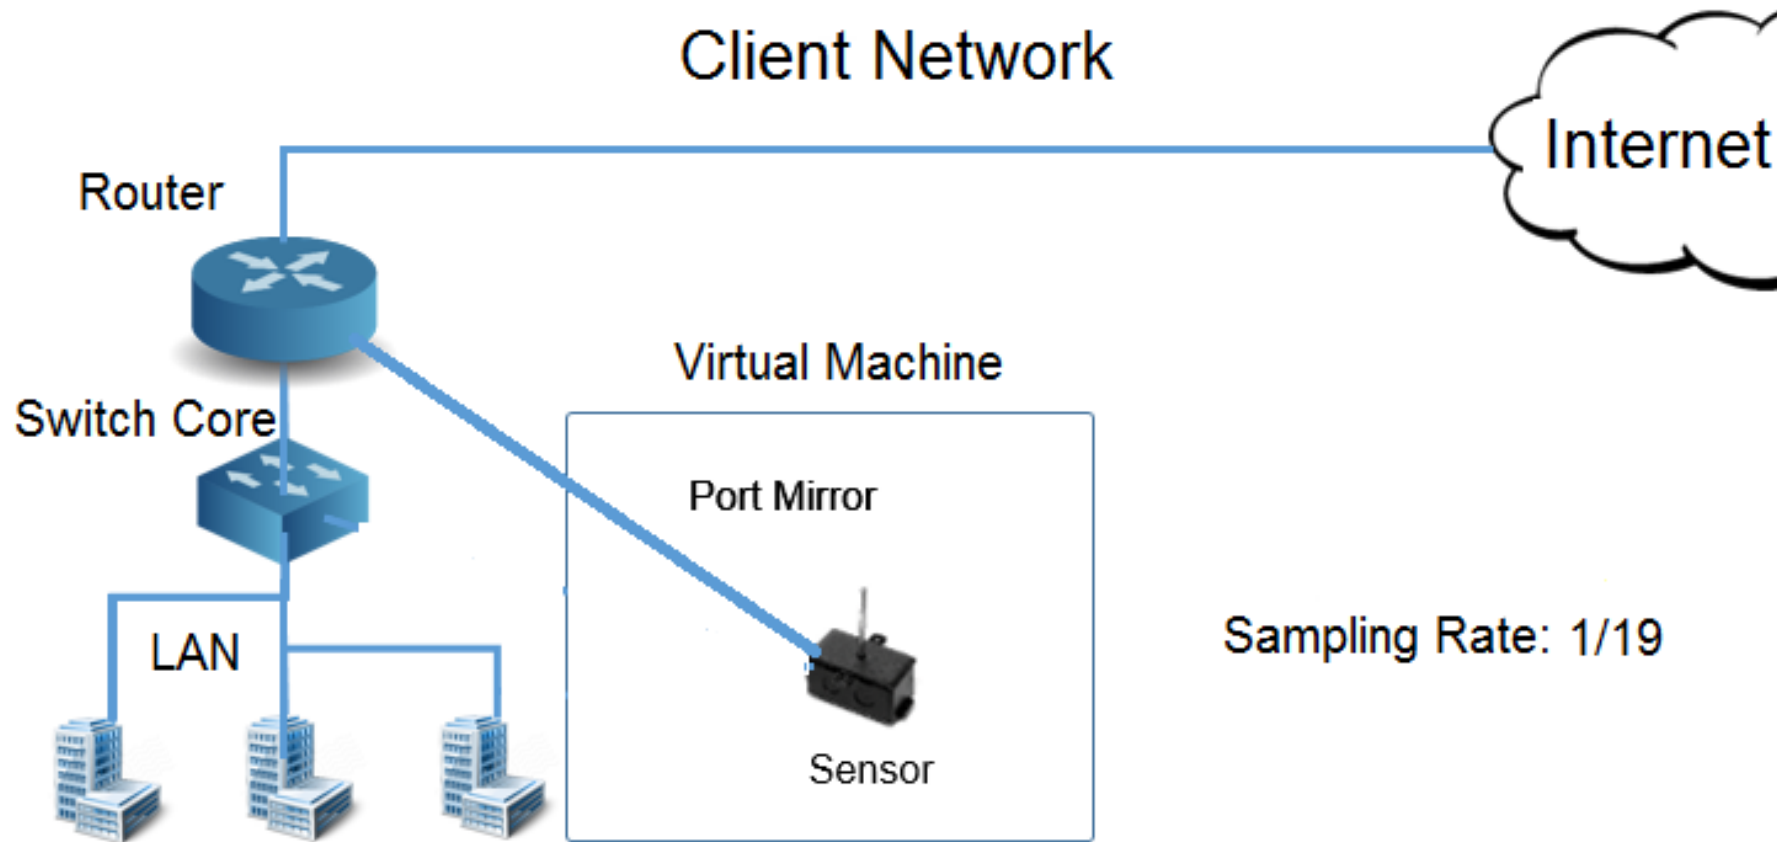 Client Network
Internet
Router
Virtual Machine
Switch Core
Port Mirror
Sampling Rate: 1/19
LAN
Sensor